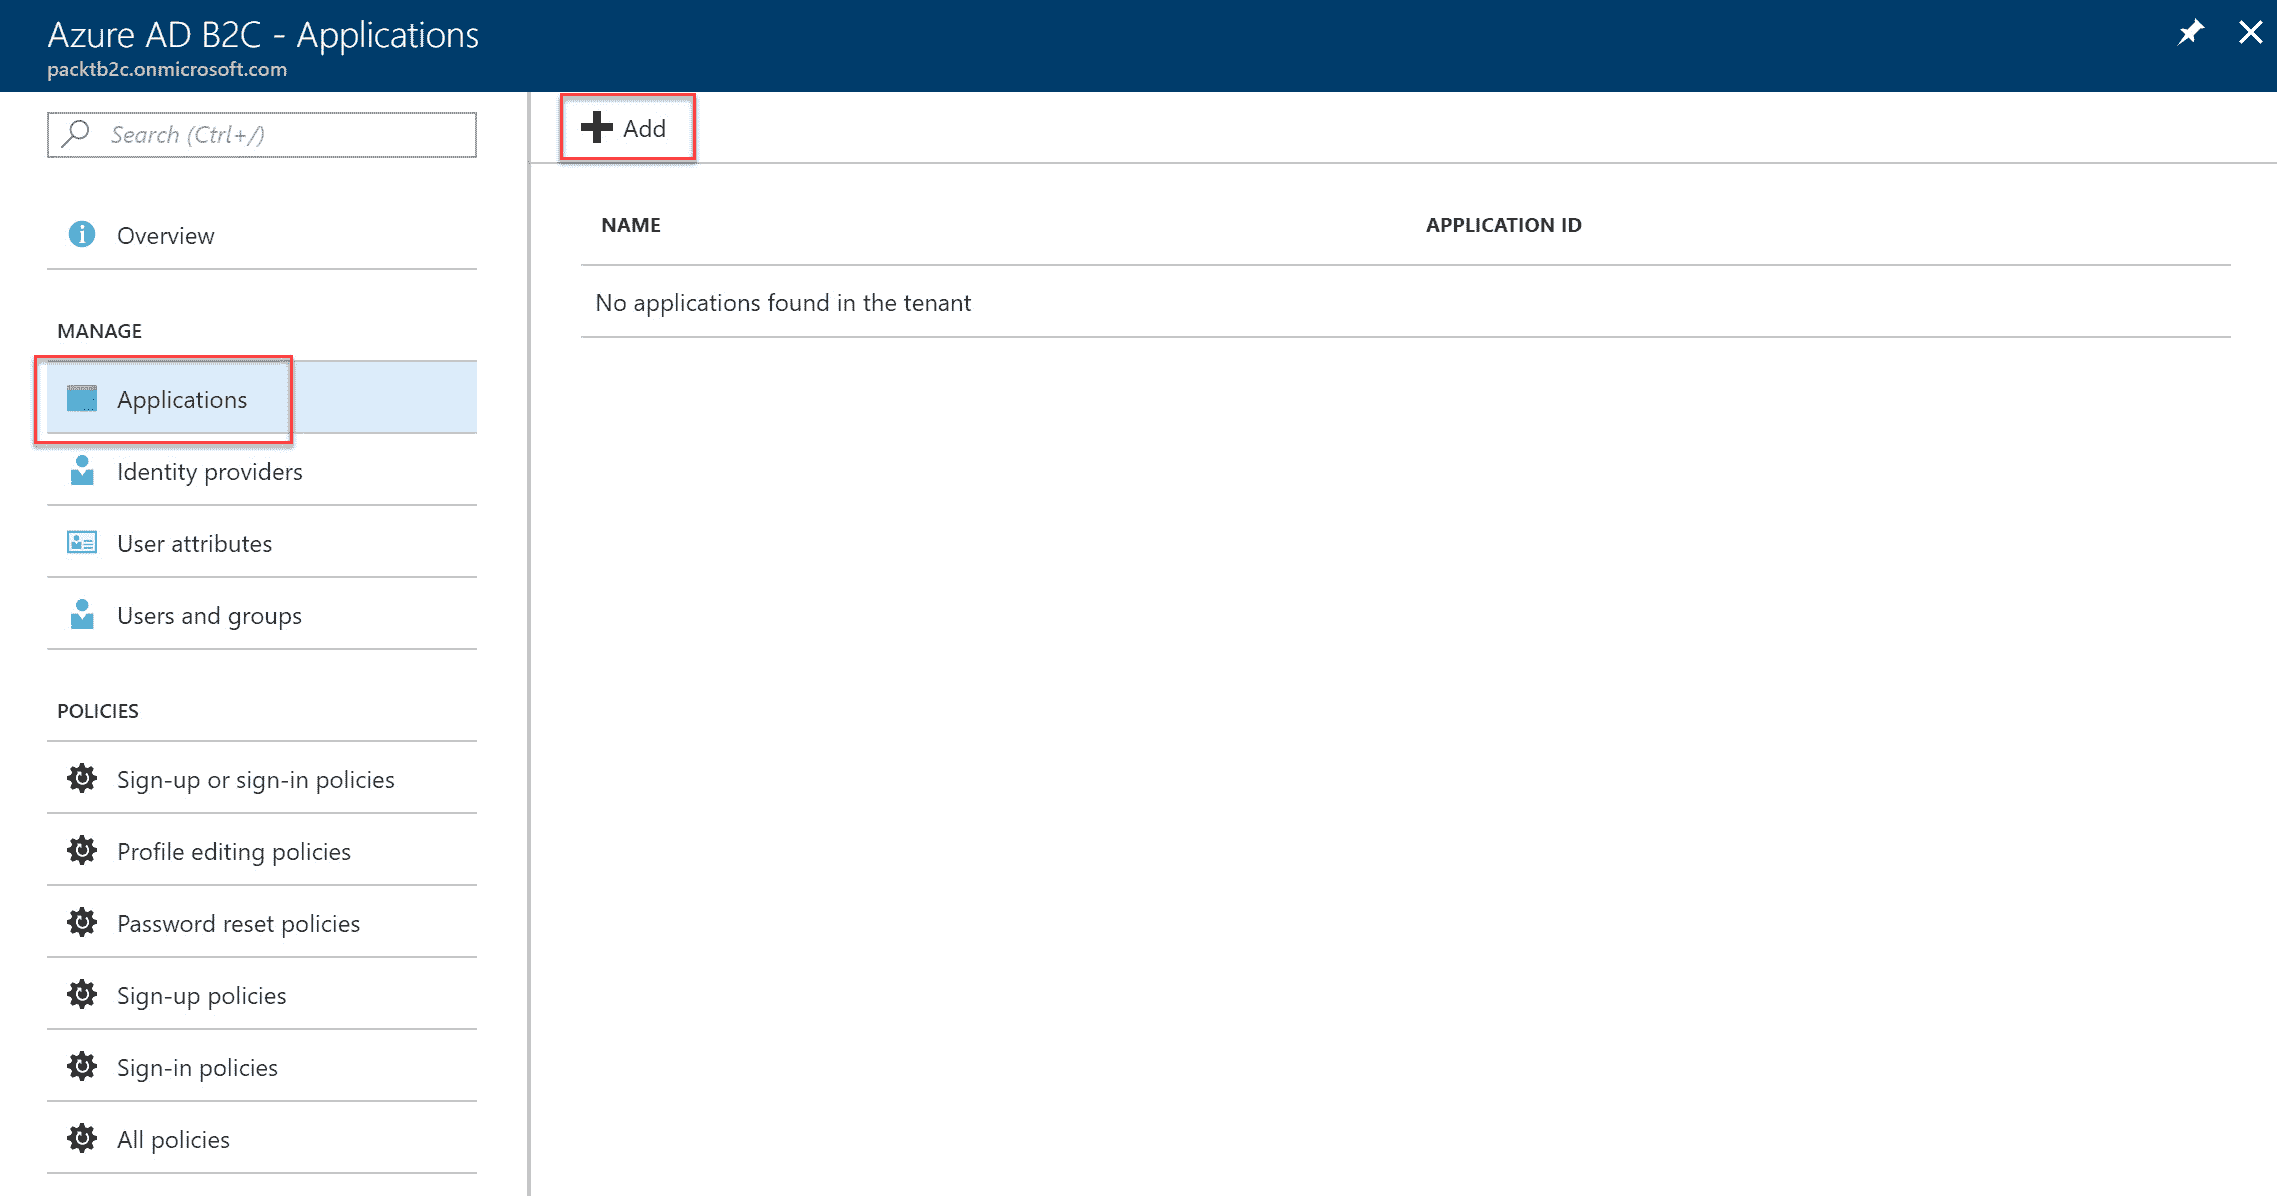 Azure AD B2C - Applications
packtb2c.onmicrosoft.com
Search (Ctrl+/)
Overview
MANAGE
Applications
Identity providers
User attributes
Users and groups
POLICIES
Sign-up or sign-in policies
Profile editing policies
Password reset policies
Sign-up policies
Sign-in policies
All policies
Add
NAME APPLICATION ID
No applications found in the tenant